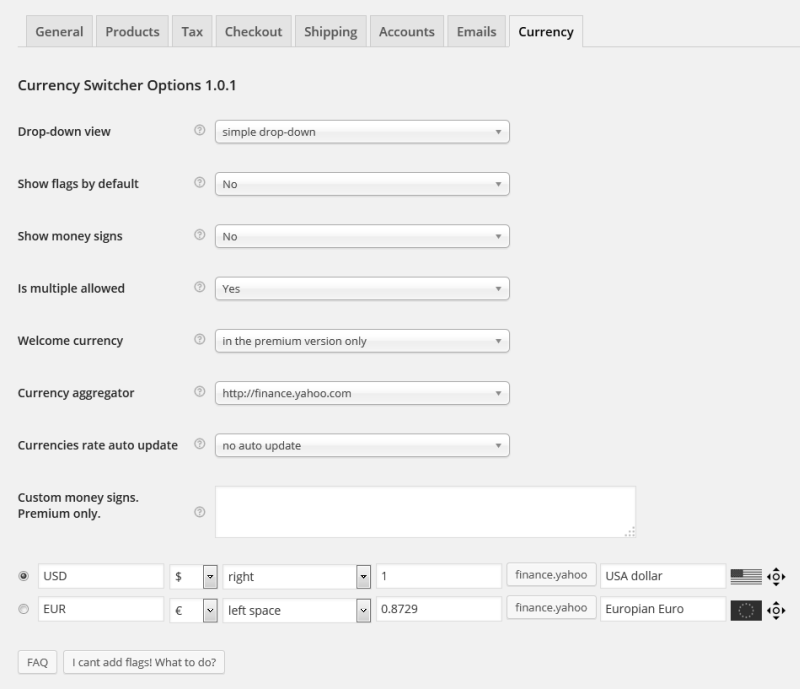 General Products Tax Checkout Shipping Accounts Emails Currency
Currency Switcher Options 1.0.1
Drop-down view ? simple drop-down
Show flags by default ? No
Show money signs ? No
Is multiple allowed ? Yes
Welcome currency ? in the premium version only
Currency aggregator ? http://finance.yahoo.com
Currencies rate auto update ? no auto update
Custom money signs.
Premium only. ?
USD $ right 1 finance.yahoo USA dollar
EUR € left space 0.8729 finance.yahoo Europian Euro
FAQ I cant add flags! What to do?